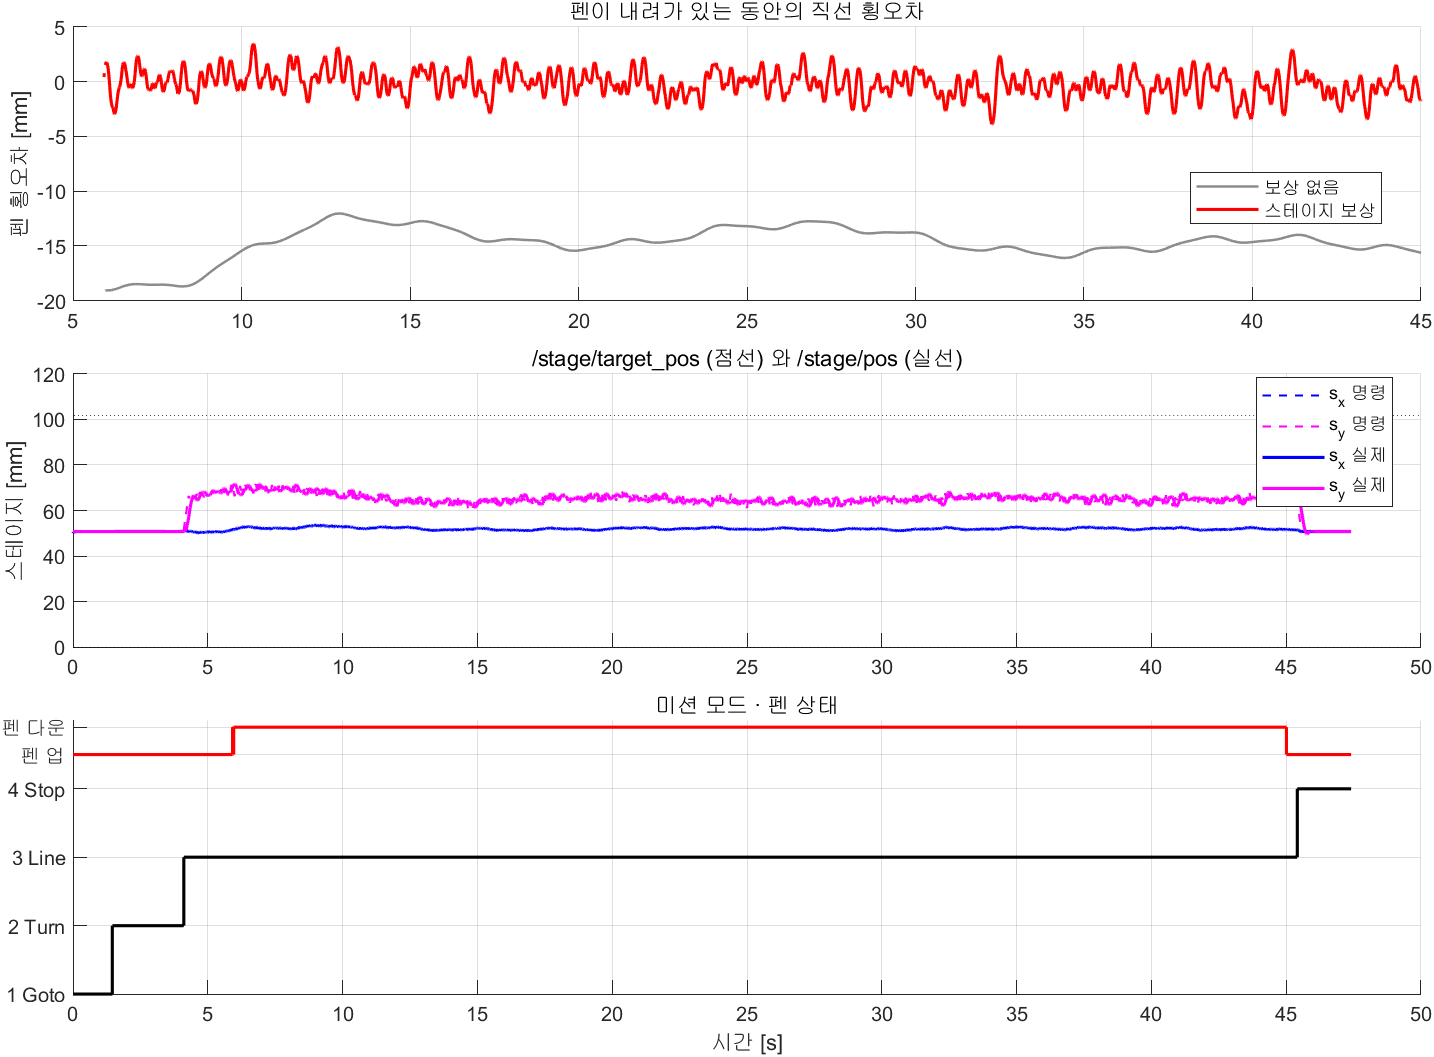 펜이 내려가 있는 동안의 직선 횡오차
펜 횡오차 [mm]
5
0
-5
-10
-15
-20
보상 없음
스테이지 보상
5 10 15 20 25 30 35 40 45
/stage/target_pos (점선) 와 /stage/pos (실선)
스테이지 [mm]
120
100
80
60
40
20
0
s_x 명령
s_y 명령
s_x 실제
s_y 실제
0 5 10 15 20 25 30 35 40 45 50
미션 모드 · 펜 상태
펜 다운
펜 업
4 Stop
3 Line
2 Turn
1 Goto
0 5 10 15 20 25 30 35 40 45 50
시간 [s]